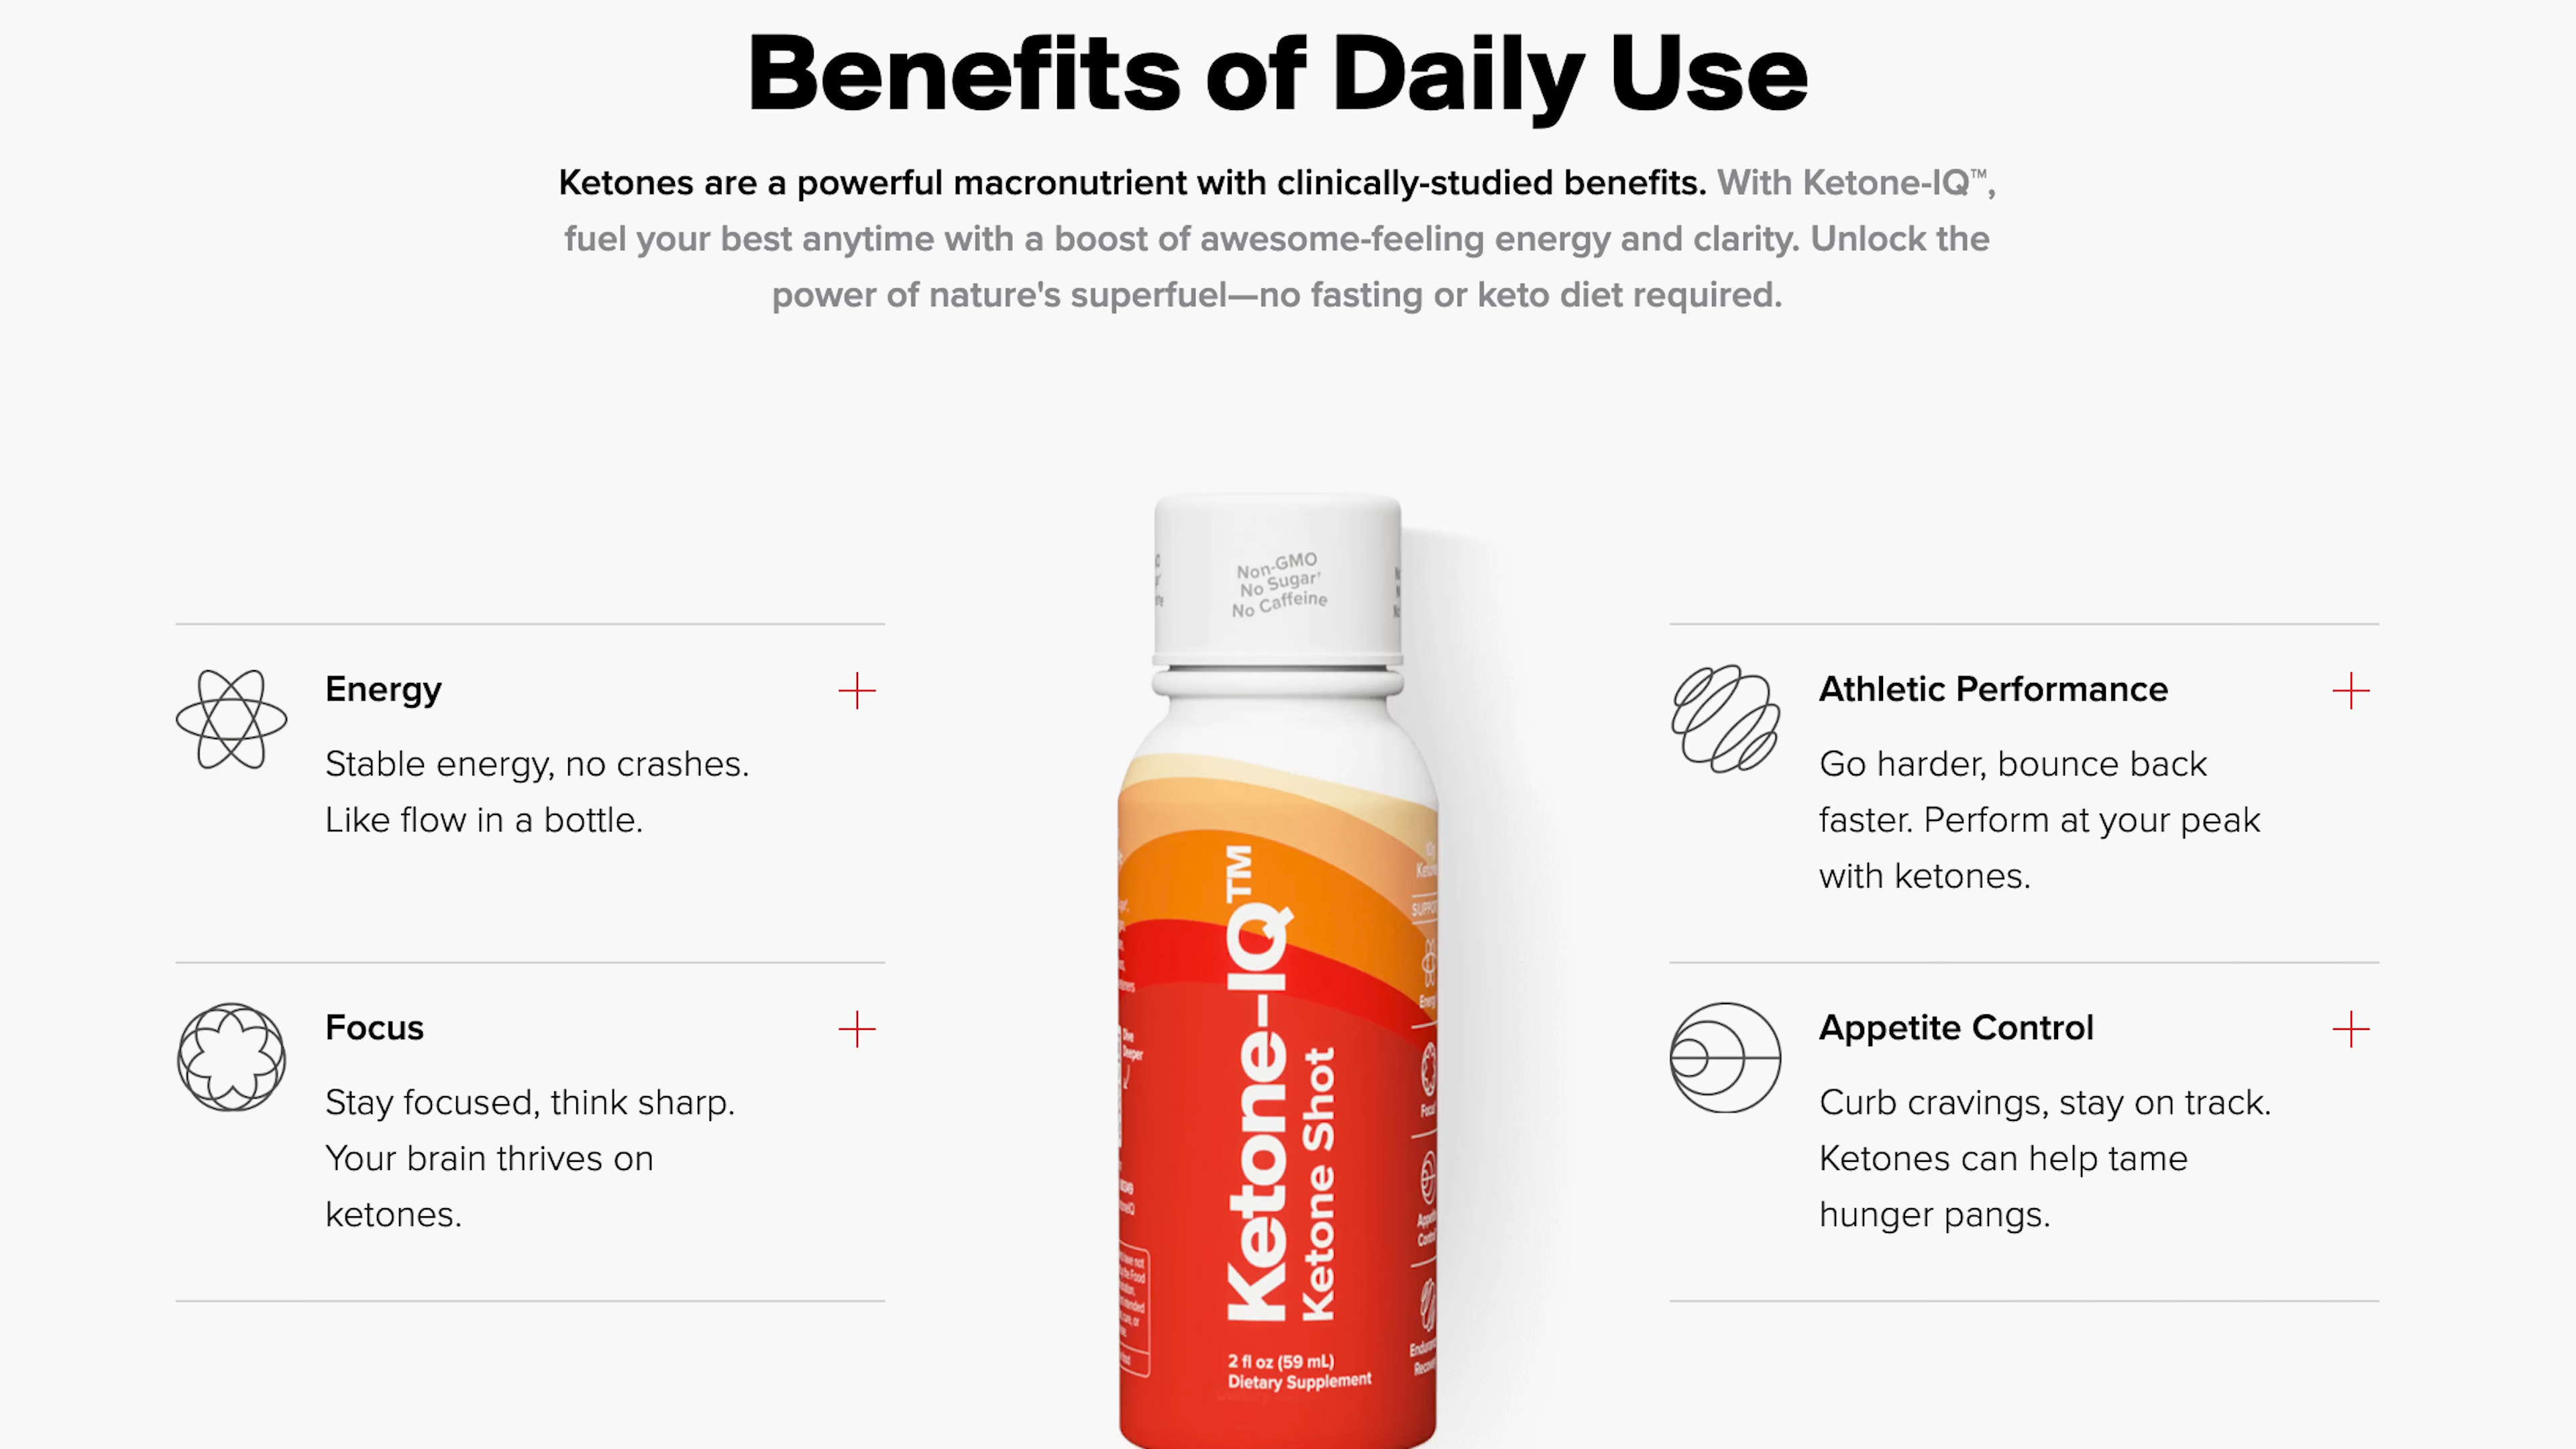 Benefits of Daily Use
Ketones are a powerful macronutrient with clinically-studied benefits. With Ketone-IQ™,
fuel your best anytime with a boost of awesome-feeling energy and clarity. Unlock the
power of nature's superfuel—no fasting or keto diet required.
Energy
Stable energy, no crashes.
Like flow in a bottle.
Focus
Stay focused, think sharp.
Your brain thrives on
ketones.
Non-GMO
No Sugar†
No Caffeine
Ketone-IQ™
Ketone Shot
2 fl oz (59 mL)
Dietary Supplement
Dive
Deeper
Energy
Focus
Athletic Performance
Go harder, bounce back
faster. Perform at your peak
with ketones.
Appetite Control
Curb cravings, stay on track.
Ketones can help tame
hunger pangs.